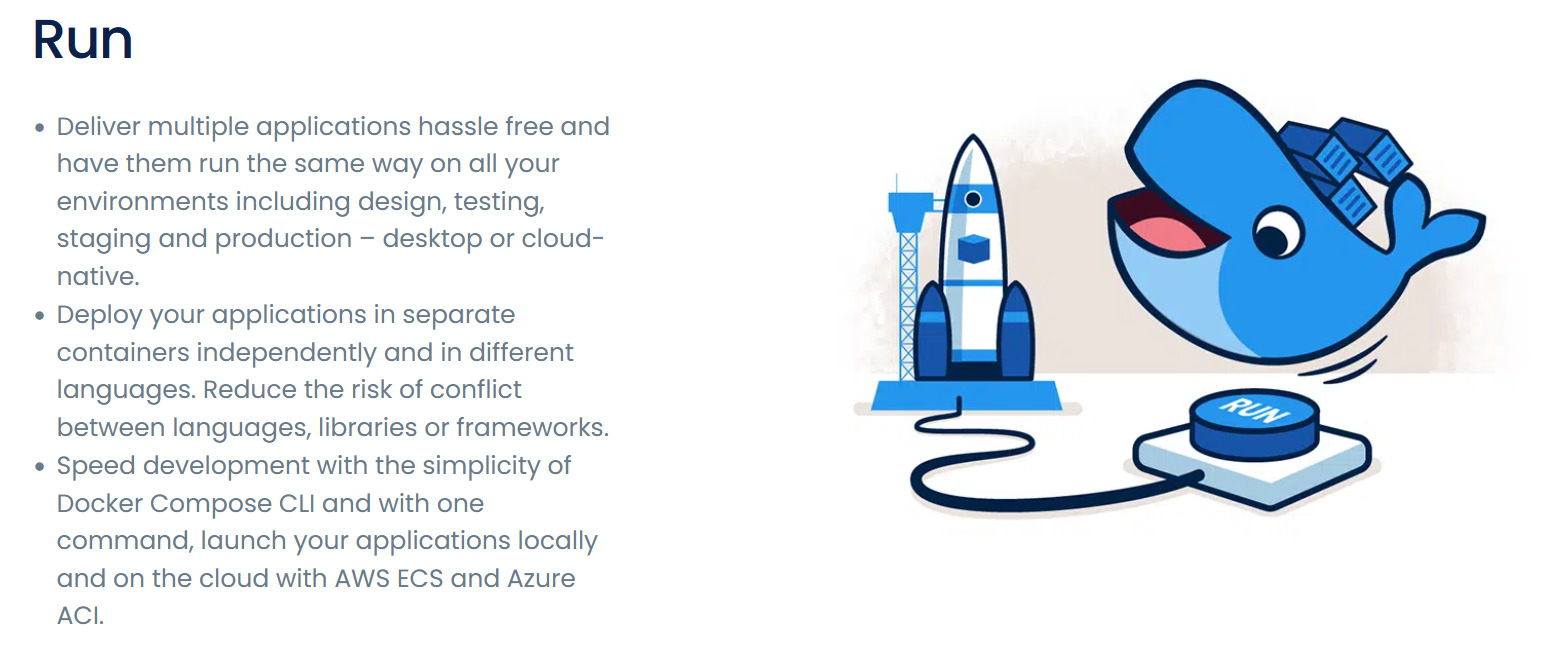 Run
• Deliver multiple applications hassle free and
have them run the same way on all your
environments including design, testing,
staging and production – desktop or cloud-
native.
• Deploy your applications in separate
containers independently and in different
languages. Reduce the risk of conflict
between languages, libraries or frameworks.
• Speed development with the simplicity of
Docker Compose CLI and with one
command, launch your applications locally
and on the cloud with AWS ECS and Azure
ACI.
RUN